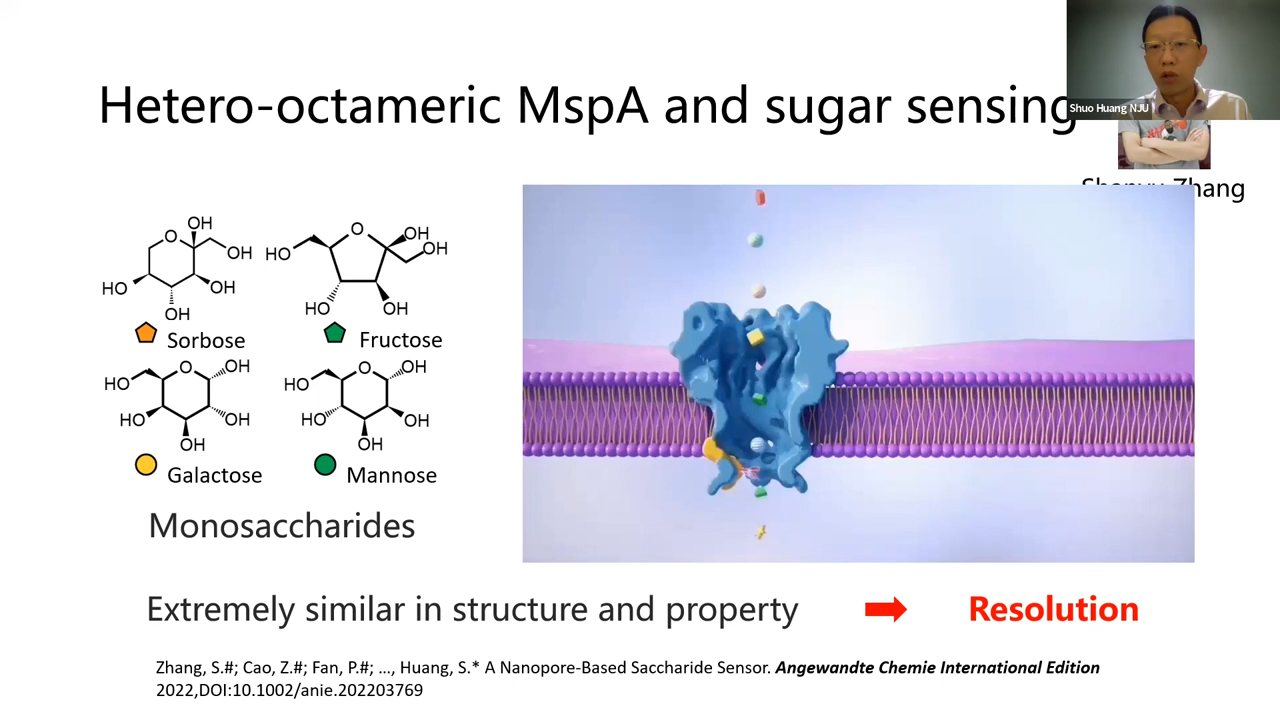 Hetero-octameric MspA and sugar sensing
Shuo Huang NJU
Zhang
OH
O
OH
HO
OH
OH
Sorbose
O
OH
HO
OH
HO
OH
Fructose
HO
O
OH
HO
OH
OH
Galactose
HO
O
OH
HO
OH
OH
Mannose
Monosaccharides
Extremely similar in structure and property
Resolution
Zhang, S.#; Cao, Z.#; Fan, P.#; ..., Huang, S.* A Nanopore-Based Saccharide Sensor. Angewandte Chemie International Edition
2022,DOI:10.1002/anie.202203769